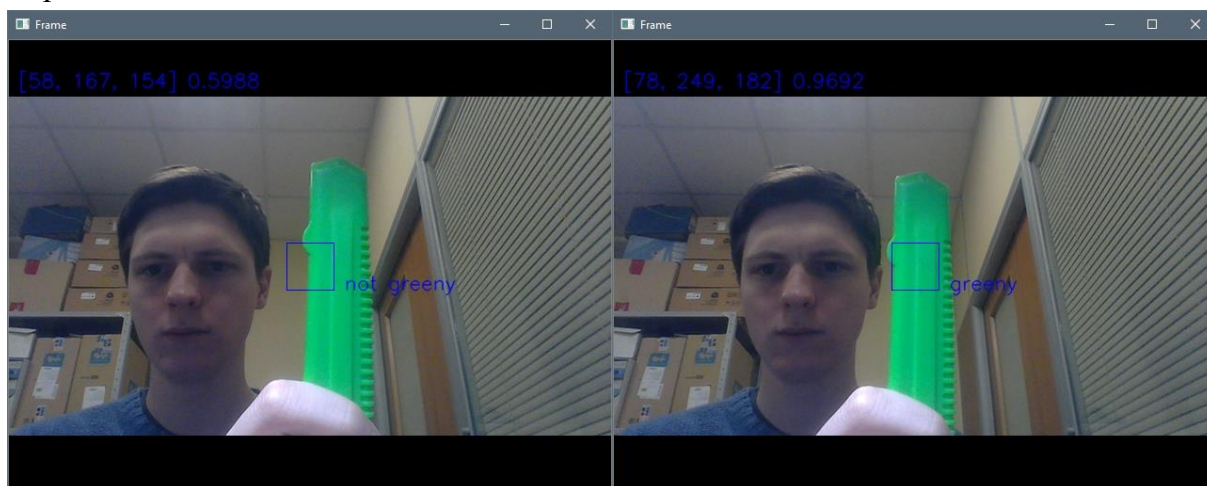 Frame
[58, 167, 154] 0.5988
not greeny
Frame
[78, 249, 182] 0.9692
greeny